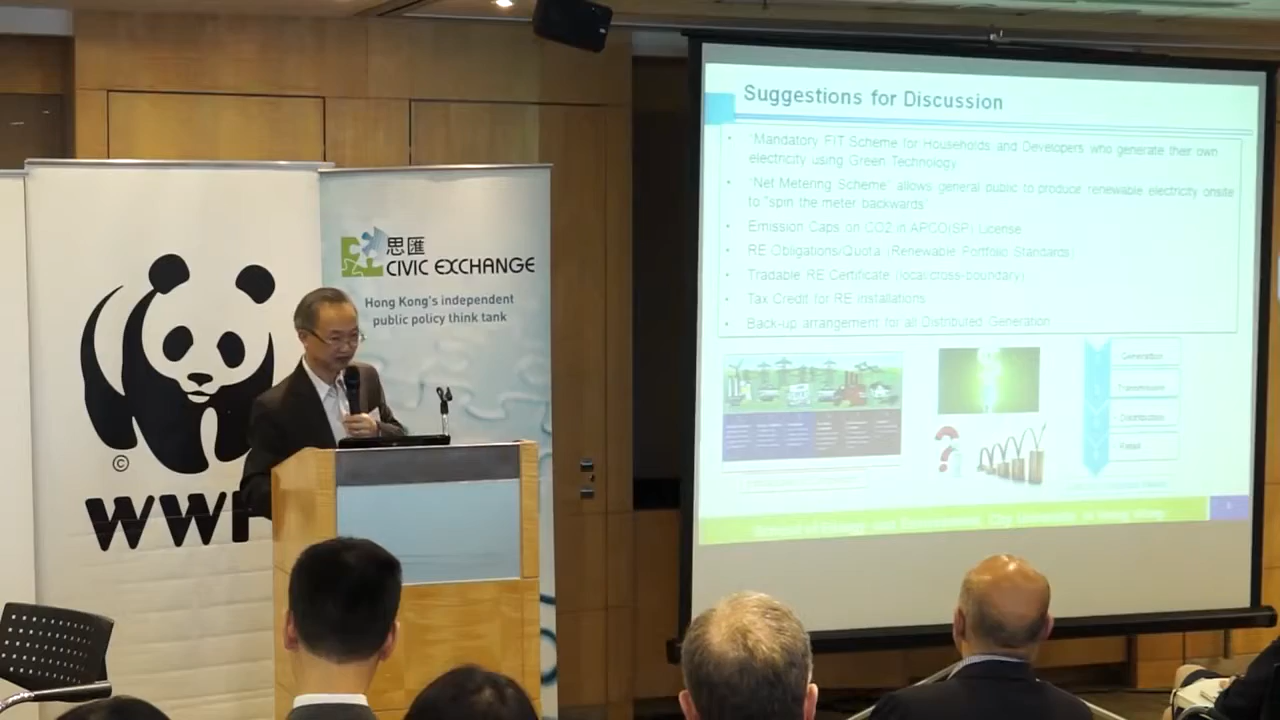 Suggestions for Discussion
• "Mandatory FIT Scheme for Households and Developers who generate their own
electricity using Green Technology
• "Net Metering Scheme" allows general public to produce renewable electricity onsite
to "spin the meter backwards"
• Emission Caps on CO2 in APCO(SP) License
• RE Obligations/Quota (Renewable Portfolio Standards)
• Tradable RE Certificate (local/cross-boundary)
• Tax Credit for RE installations
• Back-up arrangement for all Distributed Generation
Generation
Transmission
Distribution
Retail
思匯
CIVIC EXCHANGE
Hong Kong's independent
public policy think tank
©
WWF